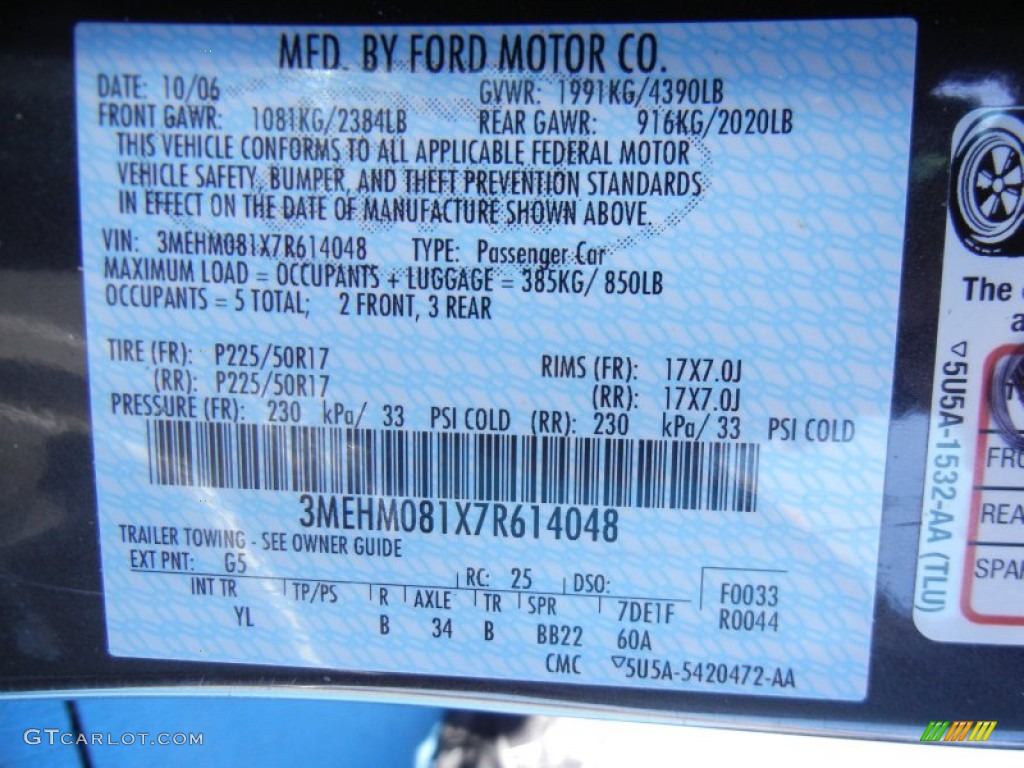 MFD. BY FORD MOTOR CO.
DATE: 10/06 GVWR: 1991KG/4390LB
FRONT GAWR: 1081KG/2384LB REAR GAWR: 916KG/2020LB
THIS VEHICLE CONFORMS TO ALL APPLICABLE FEDERAL MOTOR
VEHICLE SAFETY, BUMPER, AND THEFT PREVENTION STANDARDS
IN EFFECT ON THE DATE OF MANUFACTURE SHOWN ABOVE.
VIN: 3MEHM081X7R614048 TYPE: Passenger Car
MAXIMUM LOAD = OCCUPANTS + LUGGAGE = 385KG/ 850LB
OCCUPANTS = 5 TOTAL; 2 FRONT, 3 REAR
TIRE (FR): P225/50R17 RIMS (FR): 17X7.0J
(RR): P225/50R17 (RR): 17X7.0J
PRESSURE (FR): 230 kPa/ 33 PSI COLD (RR): 230 kPa/ 33 PSI COLD
3MEHM081X7R614048
TRAILER TOWING - SEE OWNER GUIDE
EXT PNT: G5 RC: 25 DSO: F0033
INT TR TP/PS R AXLE TR SPR 7DE1F R0044
YL B 34 B BB22 60A
CMC 5U5A-5420472-AA
The
a
5U5A-1532-AA (TLU)
FRO
REA
SPA
GTCARLOT.COM